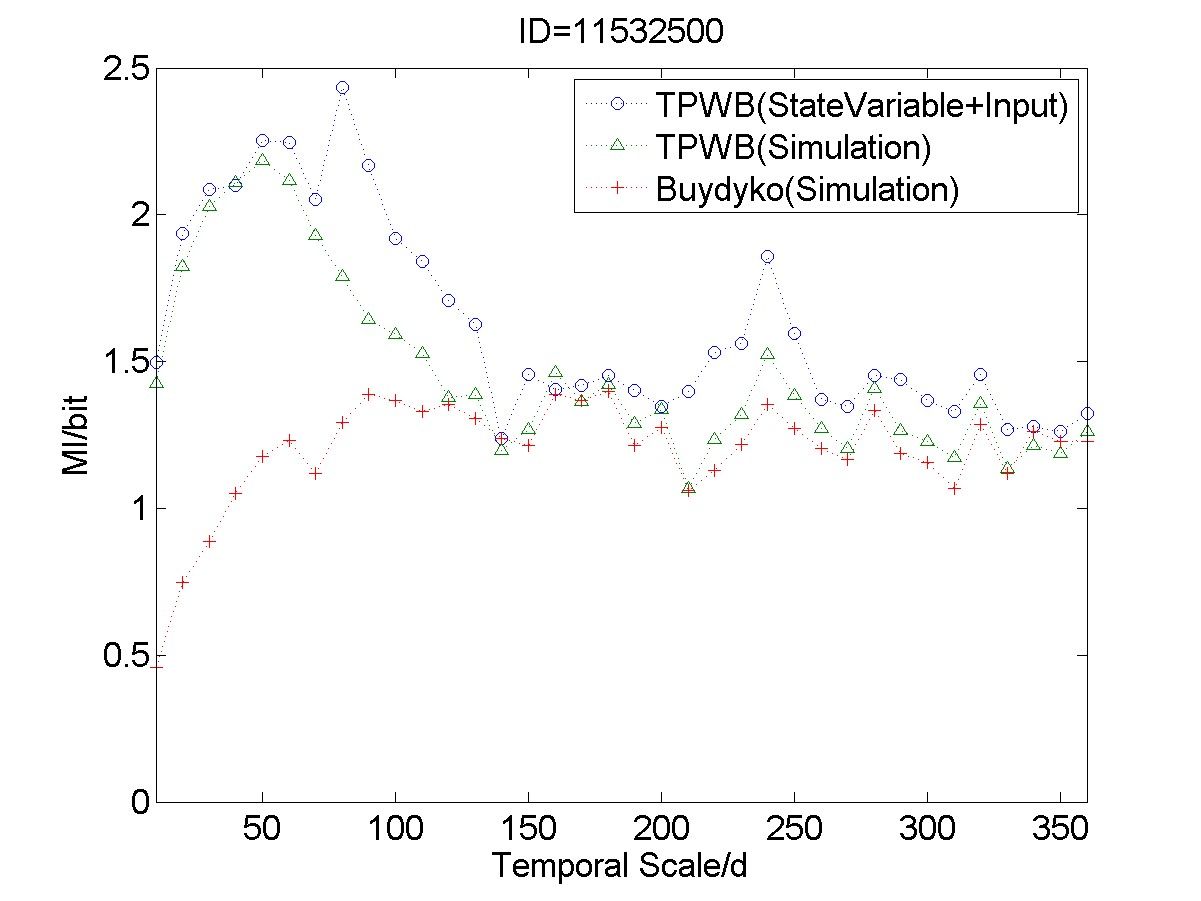 ID=11532500
2.5
2
1.5
1
0.5
0
MI/bit
TPWB(StateVariable+Input)
TPWB(Simulation)
Buydyko(Simulation)
50 100 150 200 250 300 350
Temporal Scale/d